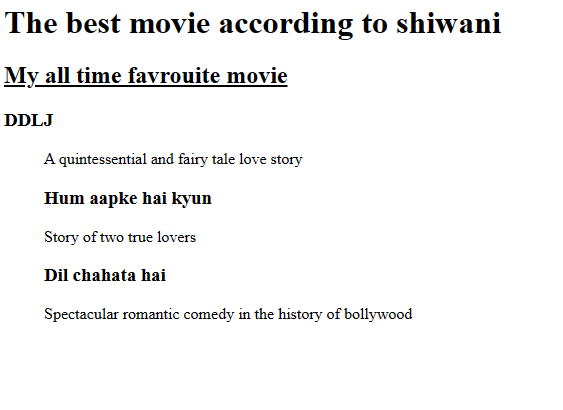 The best movie according to shiwani
My all time favrouite movie
DDLJ
A quintessential and fairy tale love story
Hum aapke hai kyun
Story of two true lovers
Dil chahata hai
Spectacular romantic comedy in the history of bollywood